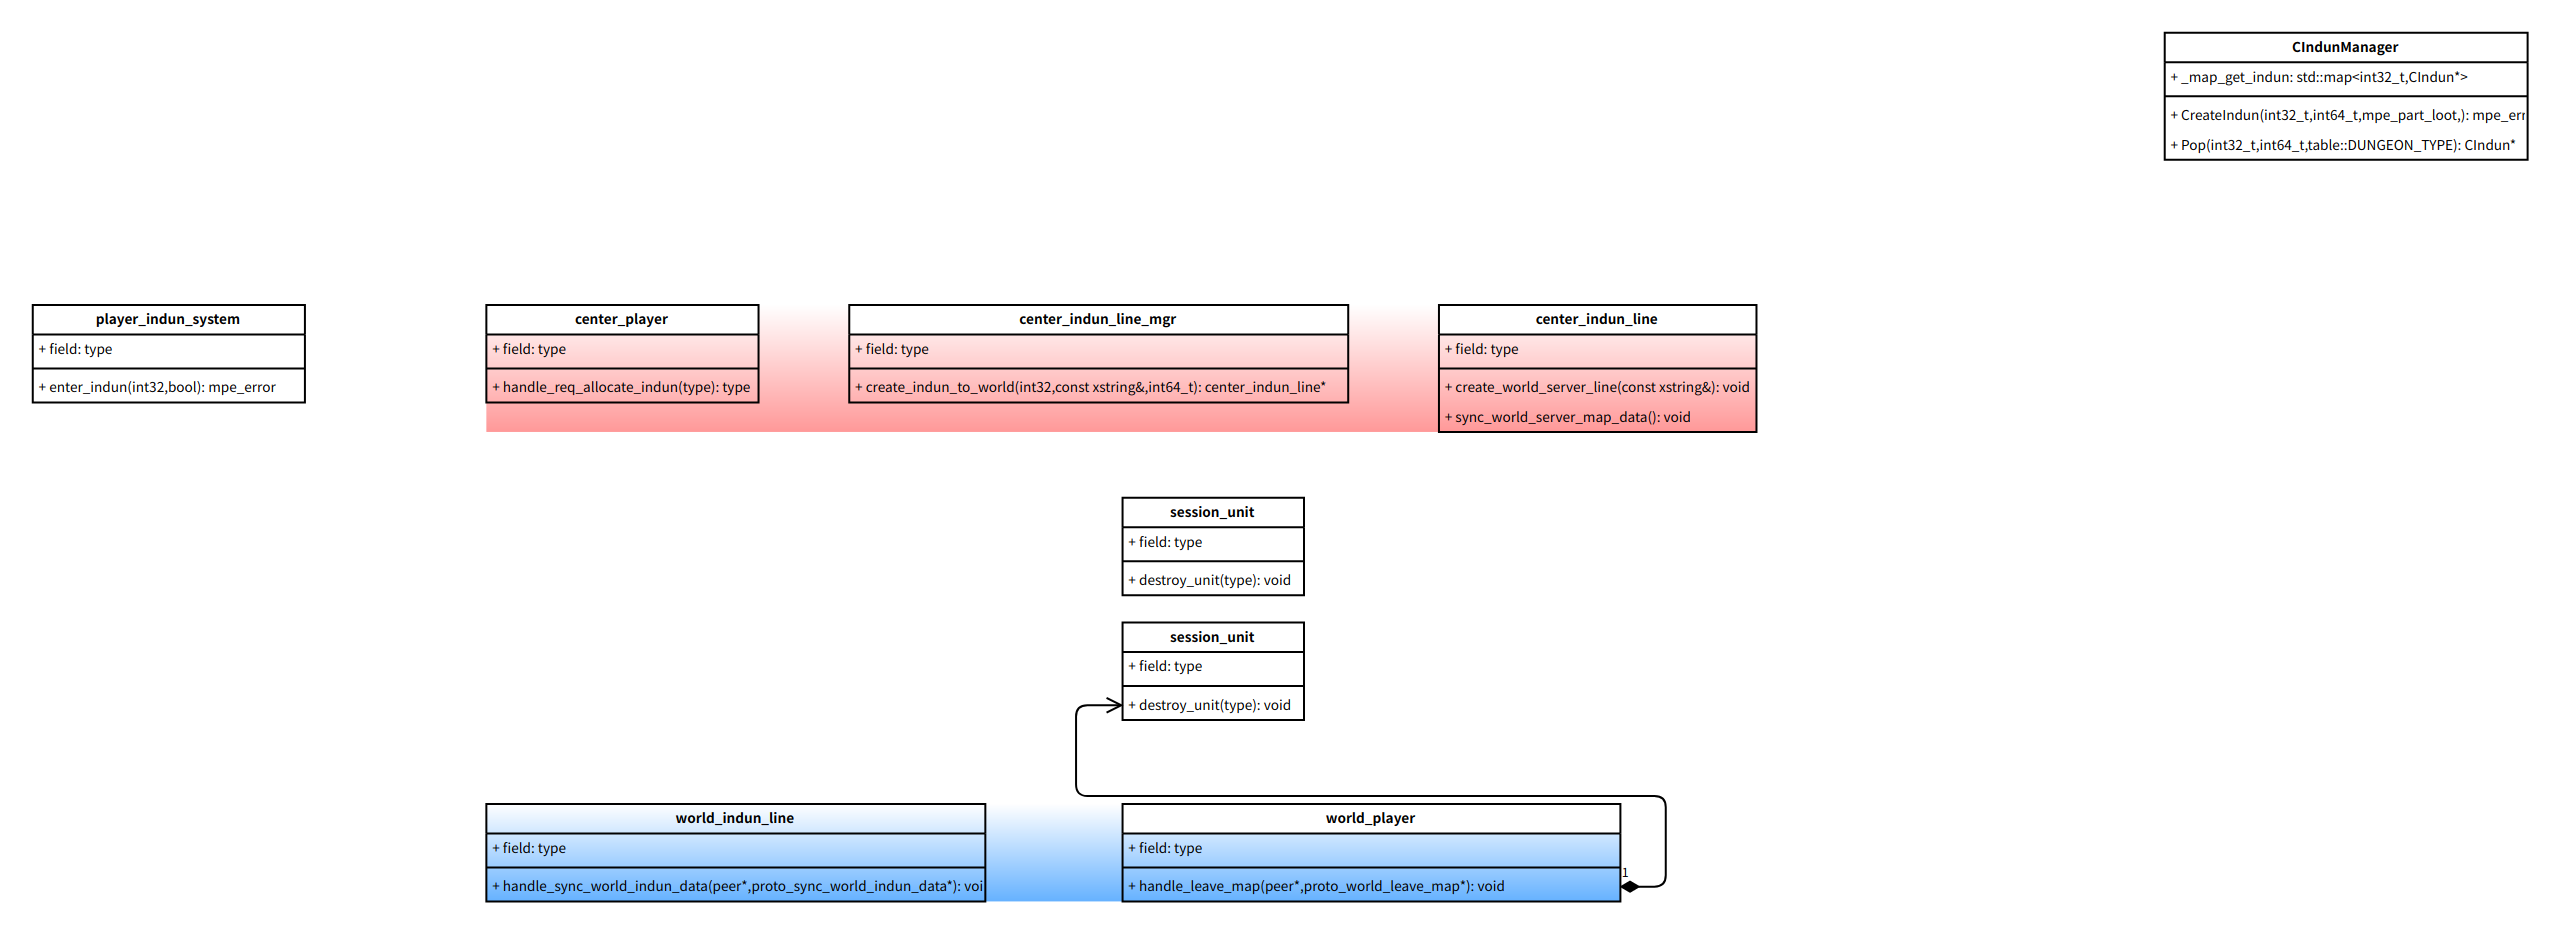 CIndunManager
+ _map_get_indun: std::map<int32_t,CIndun*>
+ CreateIndun(int32_t,int64_t,mpe_part_loot,): mpe_err
+ Pop(int32_t,int64_t,table::DUNGEON_TYPE): CIndun*
player_indun_system
+ field: type
+ enter_indun(int32,bool): mpe_error
center_player
+ field: type
+ handle_req_allocate_indun(type): type
center_indun_line_mgr
+ field: type
+ create_indun_to_world(int32,const xstring&,int64_t): center_indun_line*
center_indun_line
+ field: type
+ create_world_server_line(const xstring&): void
+ sync_world_server_map_data(): void
session_unit
+ field: type
+ destroy_unit(type): void
session_unit
+ field: type
+ destroy_unit(type): void
world_indun_line
+ field: type
+ handle_sync_world_indun_data(peer*,proto_sync_world_indun_data*): voi
world_player
+ field: type
+ handle_leave_map(peer*,proto_world_leave_map*): void
1